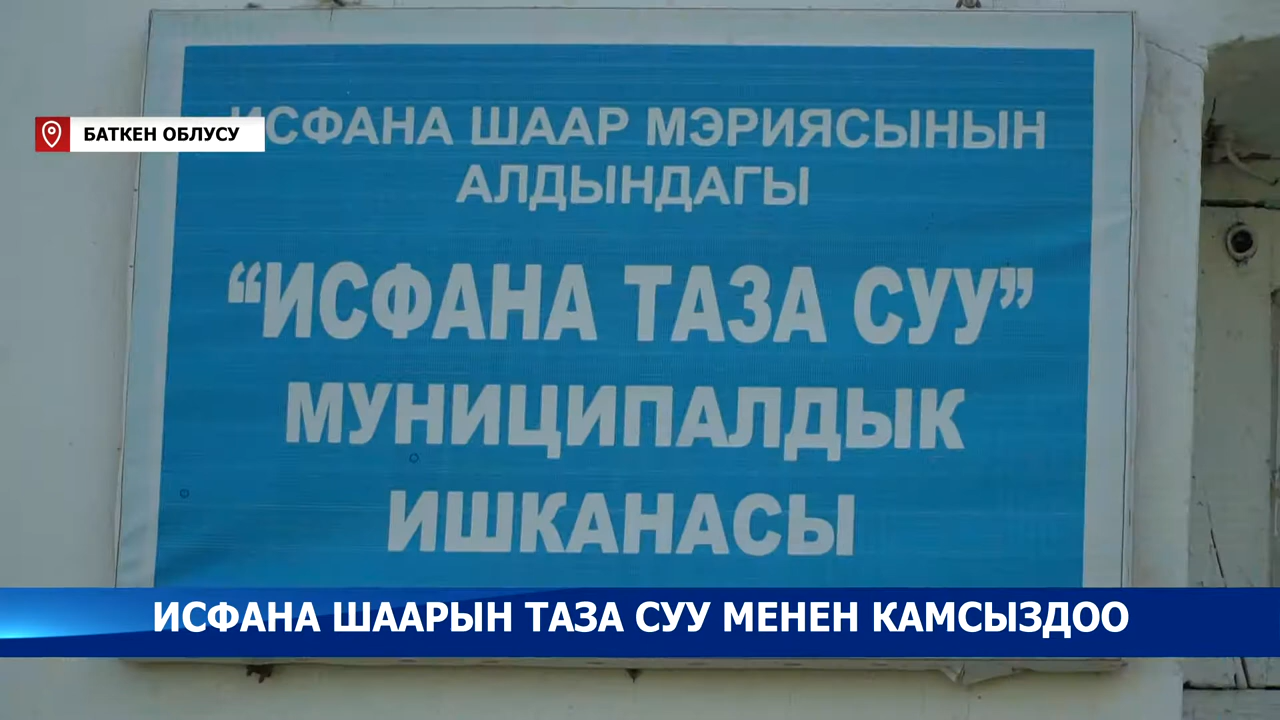 БАТКЕН ОБЛУСУ
ИСФАНА ШААР МЭРИЯСЫНЫН
АЛДЫНДАГЫ
“ИСФАНА ТАЗА СУУ”
МУНИЦИПАЛДЫК
ИШКАНАСЫ
ИСФАНА ШААРЫН ТАЗА СУУ МЕНЕН КАМСЫЗДОО